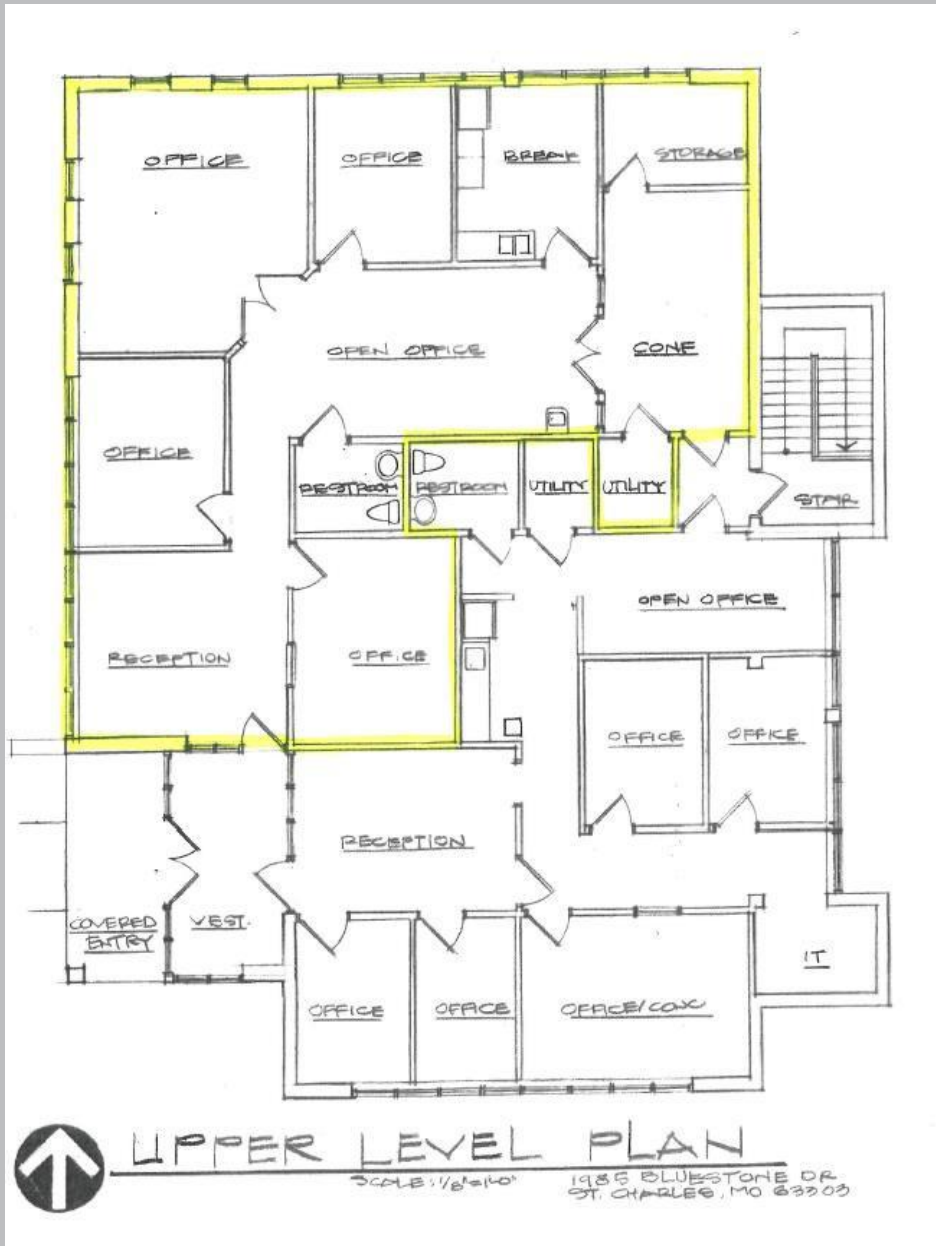 OFFICE
OFFICE
BREAK
STORAGE
OPEN OFFICE
CONF
OFFICE
RESTROOM
RESTROOM
UTILITY
UTILITY
STAIR
OPEN OFFICE
RECEPTION
OFFICE
OFFICE
OFFICE
RECEPTION
COVERED
ENTRY
VEST.
IT
OFFICE
OFFICE
OFFICE/CONF
UPPER LEVEL PLAN
SCALE: 1/8"=1'-0"
1985 BLUESTONE DR
ST. CHARLES, MO 63303